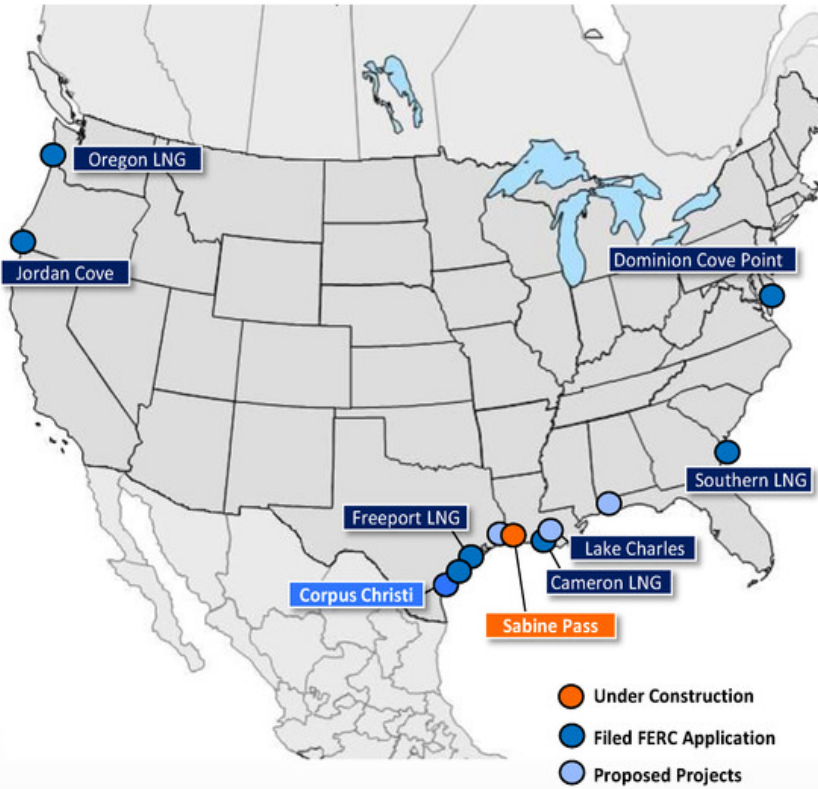 Oregon LNG
Jordan Cove
Dominion Cove Point
Southern LNG
Freeport LNG
Lake Charles
Cameron LNG
Corpus Christi
Sabine Pass
Under Construction
Filed FERC Application
Proposed Projects